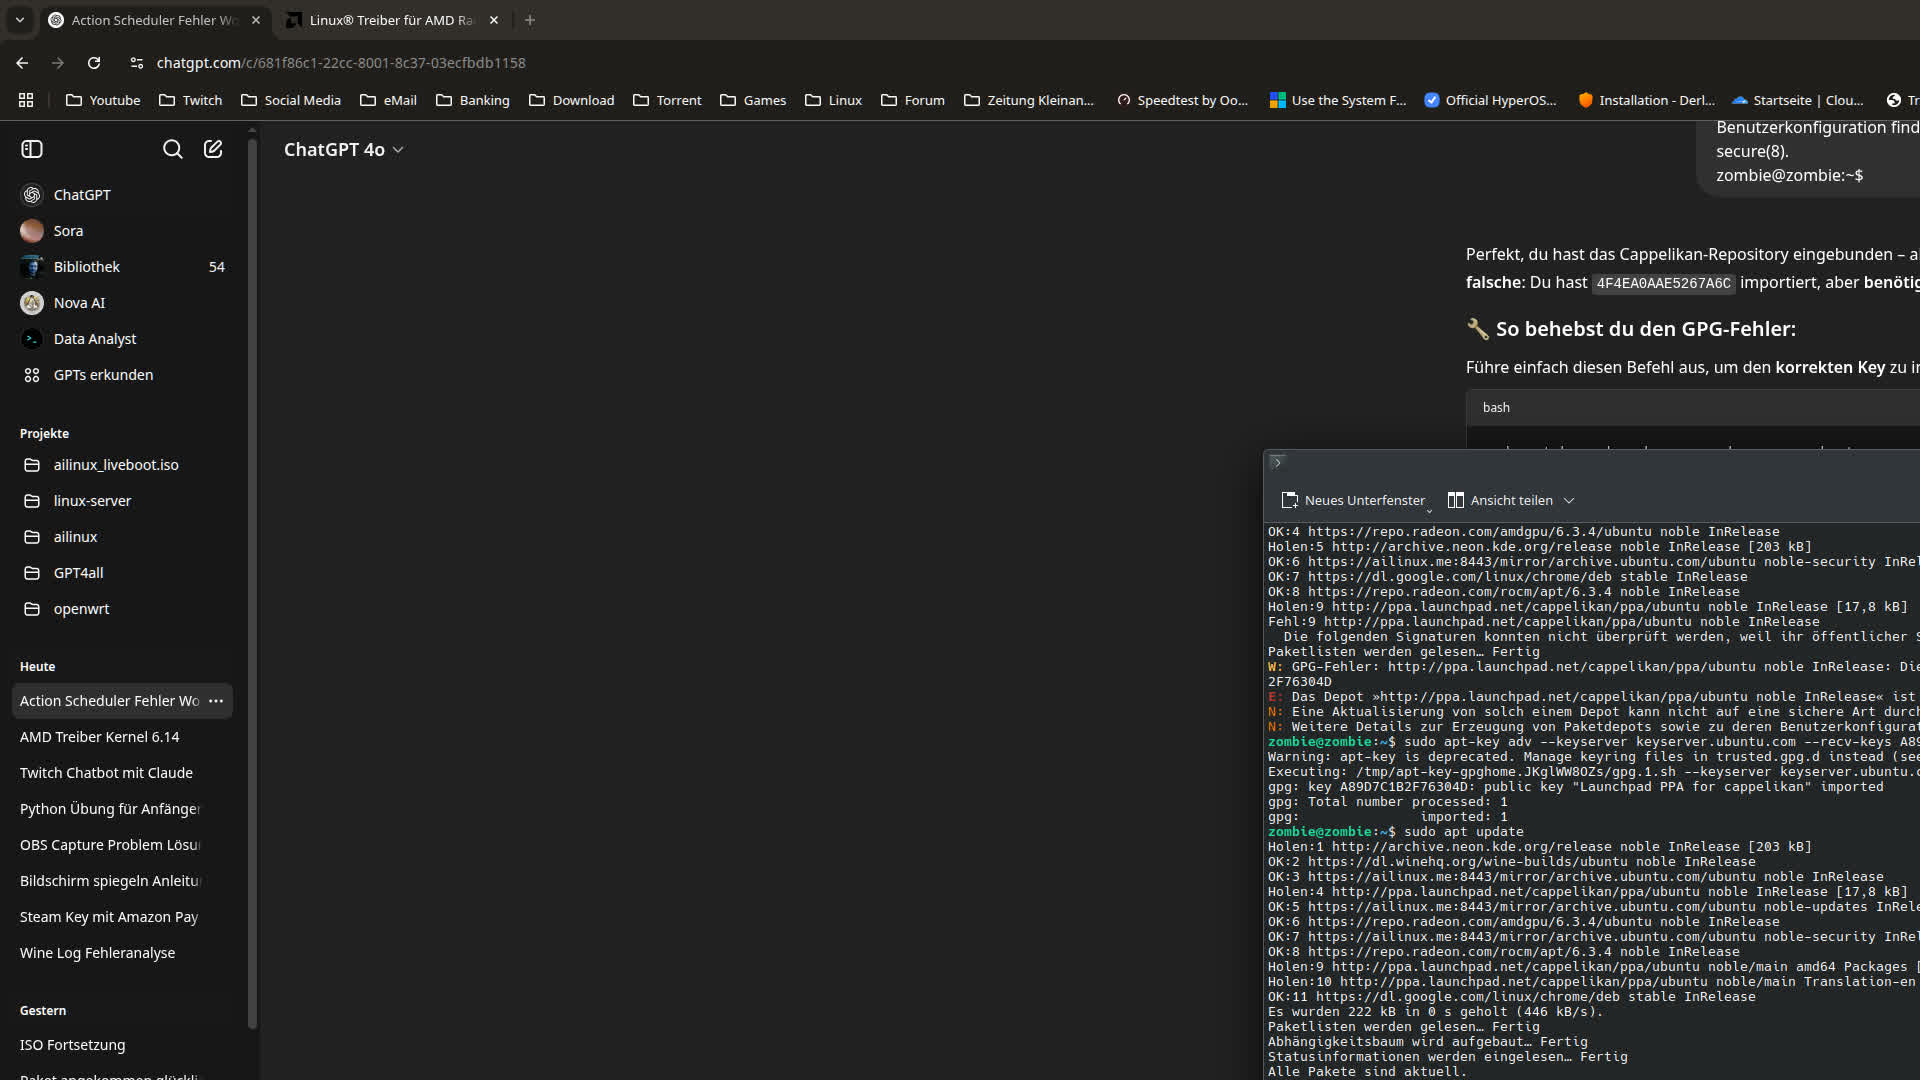 Action Scheduler Fehler Wo
Linux® Treiber für AMD Ra
chatgpt.com/c/681f86c1-22cc-8001-8c37-03ecfbdb1158
Youtube
Twitch
Social Media
eMail
Banking
Download
Torrent
Games
Linux
Forum
Zeitung Kleinan...
Speedtest by Oo...
Use the System F...
Official HyperOS...
Installation - Derl...
Startseite | Clou...
Tr
ChatGPT
Sora
Bibliothek 54
Nova AI
Data Analyst
GPTs erkunden
Projekte
ailinux_liveboot.iso
linux-server
ailinux
GPT4all
openwrt
Heute
Action Scheduler Fehler Wo
AMD Treiber Kernel 6.14
Twitch Chatbot mit Claude
Python Übung für Anfänger
OBS Capture Problem Lösu
Bildschirm spiegeln Anleitu
Steam Key mit Amazon Pay
Wine Log Fehleranalyse
Gestern
ISO Fortsetzung
ChatGPT 4o
Benutzerkonfiguration find
secure(8).
zombie@zombie:~$
Perfekt, du hast das Cappelikan-Repository eingebunden – a
falsche: Du hast 4F4EA0AAE5267A6C importiert, aber benötig
🔧 So behebst du den GPG-Fehler:
Führe einfach diesen Befehl aus, um den korrekten Key zu i
bash
Neues Unterfenster
Ansicht teilen
OK:4 https://repo.radeon.com/amdgpu/6.3.4/ubuntu noble InRelease
Holen:5 http://archive.neon.kde.org/release noble InRelease [203 kB]
OK:6 https://ailinux.me:8443/mirror/archive.ubuntu.com/ubuntu noble-security InRel
OK:7 https://dl.google.com/linux/chrome/deb stable InRelease
OK:8 https://repo.radeon.com/rocm/apt/6.3.4 noble InRelease
Holen:9 http://ppa.launchpad.net/cappelikan/ppa/ubuntu noble InRelease [17,8 kB]
Fehl:9 http://ppa.launchpad.net/cappelikan/ppa/ubuntu noble InRelease
Die folgenden Signaturen konnten nicht überprüft werden, weil ihr öffentlicher S
Paketlisten werden gelesen… Fertig
W: GPG-Fehler: http://ppa.launchpad.net/cappelikan/ppa/ubuntu noble InRelease: Die
2F76304D
E: Das Depot »http://ppa.launchpad.net/cappelikan/ppa/ubuntu noble InRelease« ist
N: Eine Aktualisierung von solch einem Depot kann nicht auf eine sichere Art durch
N: Weitere Details zur Erzeugung von Paketdepots sowie zu deren Benutzerkonfigurat
zombie@zombie:~$ sudo apt-key adv --keyserver keyserver.ubuntu.com --recv-keys A89
Warning: apt-key is deprecated. Manage keyring files in trusted.gpg.d instead (see
Executing: /tmp/apt-key-gpghome.JKglWW8OZs/gpg.1.sh --keyserver keyserver.ubuntu.c
gpg: key A89D7C1B2F76304D: public key "Launchpad PPA for cappelikan" imported
gpg: Total number processed: 1
gpg: imported: 1
zombie@zombie:~$ sudo apt update
Holen:1 http://archive.neon.kde.org/release noble InRelease [203 kB]
OK:2 https://dl.winehq.org/wine-builds/ubuntu noble InRelease
OK:3 https://ailinux.me:8443/mirror/archive.ubuntu.com/ubuntu noble InRelease
Holen:4 http://ppa.launchpad.net/cappelikan/ppa/ubuntu noble InRelease [17,8 kB]
OK:5 https://ailinux.me:8443/mirror/archive.ubuntu.com/ubuntu noble-updates InRele
OK:6 https://repo.radeon.com/amdgpu/6.3.4/ubuntu noble InRelease
OK:7 https://ailinux.me:8443/mirror/archive.ubuntu.com/ubuntu noble-security InRel
OK:8 https://repo.radeon.com/rocm/apt/6.3.4 noble InRelease
Holen:9 http://ppa.launchpad.net/cappelikan/ppa/ubuntu noble/main amd64 Packages [
Holen:10 http://ppa.launchpad.net/cappelikan/ppa/ubuntu noble/main Translation-en
OK:11 https://dl.google.com/linux/chrome/deb stable InRelease
Es wurden 222 kB in 0 s geholt (446 kB/s).
Paketlisten werden gelesen… Fertig
Abhängigkeitsbaum wird aufgebaut… Fertig
Statusinformationen werden eingelesen… Fertig
Alle Pakete sind aktuell.